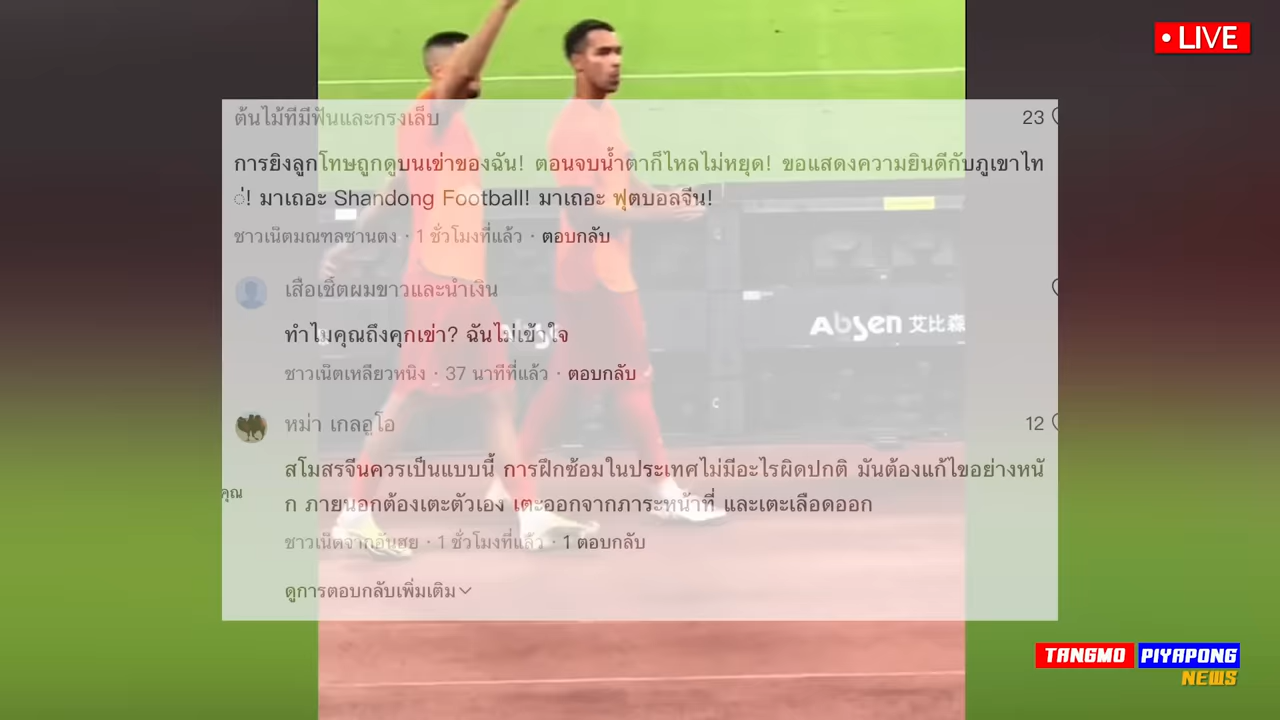 • LIVE
ต้นไม้ที่มีฟันและกรงเล็บ
23
การยิงลูกโทษถูกดูบนเข่าของฉัน! ตอนจบน้ำตาก็ไหลไม่หยุด! ขอแสดงความยินดีกับภูเขาไท
่! มาเถอะ Shandong Football! มาเถอะ ฟุตบอลจีน!
ชาวเน็ตมณฑลซานตง · 1 ชั่วโมงที่แล้ว · ตอบกลับ
เสือเชิ้ตผมขาวและน้ำเงิน
ทำไมคุณถึงคุกเข่า? ฉันไม่เข้าใจ
ชาวเน็ตเหลียวหนิง · 37 นาทีที่แล้ว · ตอบกลับ
Absen 艾比森
หม่า เกลอูโอ
12
สโมสรจีนควรเป็นแบบนี้ การฝึกซ้อมในประเทศไม่มีอะไรผิดปกติ มันต้องแก้ไขอย่างหนั
คุณ
ก ภายนอกต้องเตะตัวเอง เตะออกจากภาระหน้าที่ และเตะเลือดออก
ชาวเน็ตจากอันฮุย · 1 ชั่วโมงที่แล้ว · 1 ตอบกลับ
ดูการตอบกลับเพิ่มเติม
TANGMO PIYAPONG
NEWS